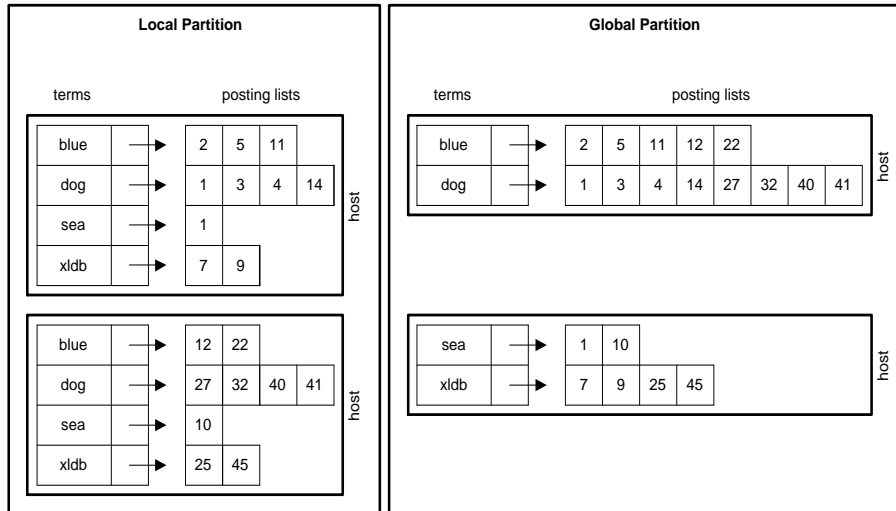 Local Partition
terms posting lists
blue 2 5 11
dog 1 3 4 14
sea 1
xldb 7 9
host
blue 12 22
dog 27 32 40 41
sea 10
xldb 25 45
host
Global Partition
terms posting lists
blue 2 5 11 12 22
dog 1 3 4 14 27 32 40 41
host
sea 1 10
xldb 7 9 25 45
host